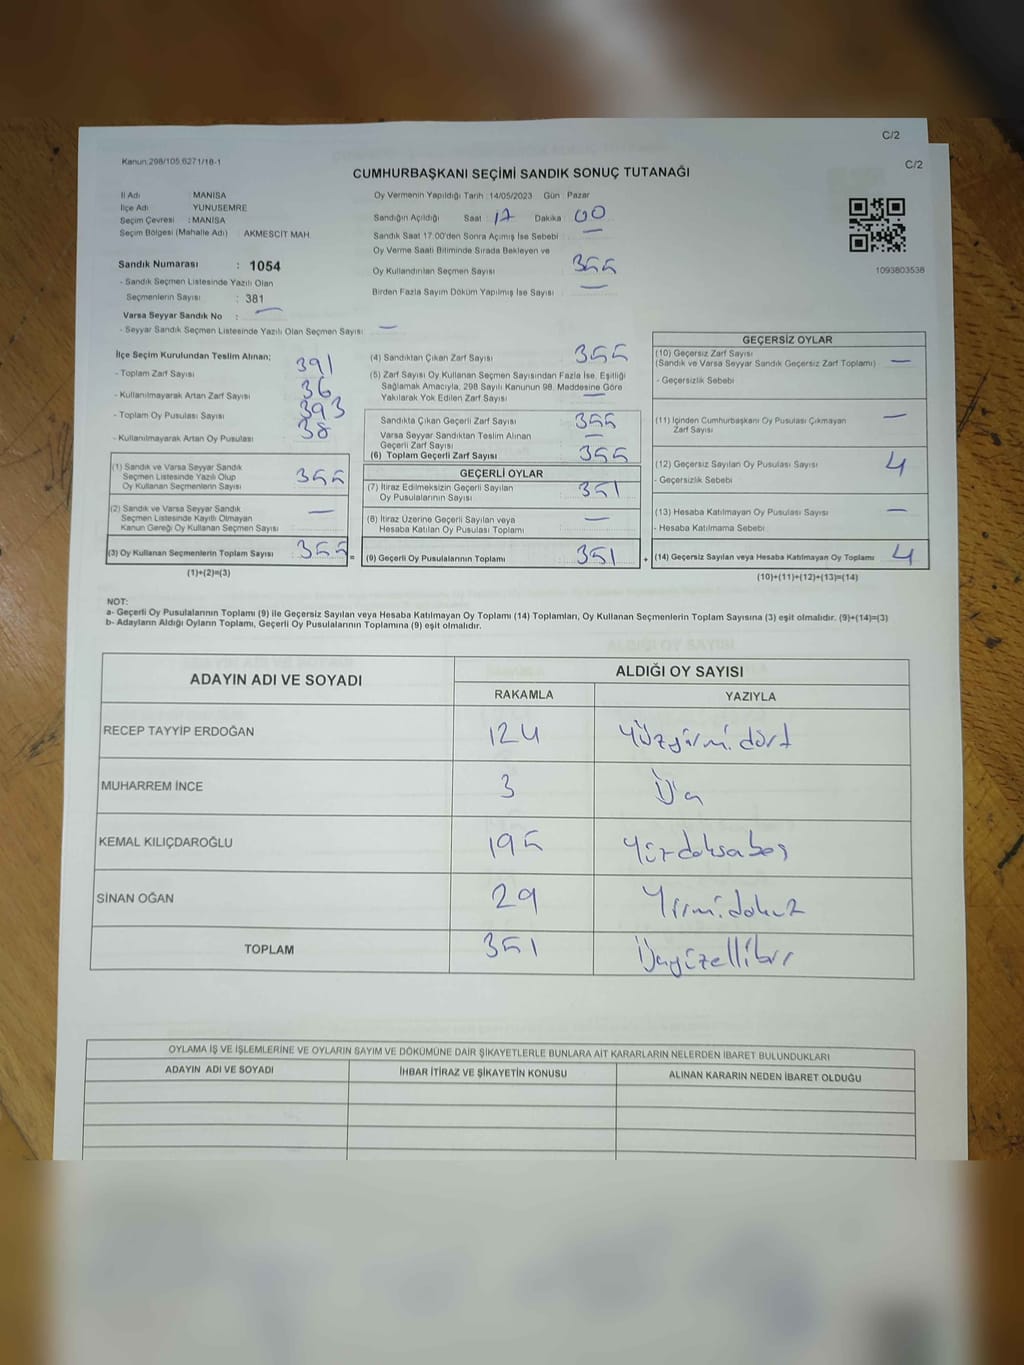 C/2
C/2
Kanun 298/105 6271/18-1
CUMHURBAŞKANI SEÇİMİ SANDIK SONUÇ TUTANAĞI
İl Adı : MANİSA
İlçe Adı : YUNUSEMRE
Seçim Çevresi : MANİSA
Seçim Bölgesi (Mahalle Adı) : AKMESCİT MAH.
Oy Vermenin Yapıldığı Tarih : 14/05/2023 Gün : Pazar
Sandığın Açıldığı Saat : 17 Dakika : 00
Sandık Saat 17:00'den Sonra Açımış İse Sebebi : —
Oy Verme Saati Bitiminde Sırada Bekleyen ve
Oy Kullandırılan Seçmen Sayısı : 355
Birden Fazla Sayım Döküm Yapılmış İse Sayısı : —
1093803538
Sandık Numarası : 1054
- Sandık Seçmen Listesinde Yazılı Olan
Seçmenlerin Sayısı : 381
Varsa Seyyar Sandık No : —
- Seyyar Sandık Seçmen Listesinde Yazılı Olan Seçmen Sayısı : —
İlçe Seçim Kurulundan Teslim Alınan;
- Toplam Zarf Sayısı : 391
- Kullanılmayarak Artan Zarf Sayısı : 36
- Toplam Oy Pusulası Sayısı : 393
- Kullanılmayarak Artan Oy Pusulası : 38
(1) Sandık ve Varsa Seyyar Sandık
Seçmen Listesinde Yazılı Olup
Oy Kullanan Seçmenlerin Sayısı : 355
(2) Sandık ve Varsa Seyyar Sandık
Seçmen Listesinde Kayıtlı Olmayan
Kanun Gereği Oy Kullanan Seçmen Sayısı : —
(3) Oy Kullanan Seçmenlerin Toplam Sayısı : 355 =
(1)+(2)=(3)
(4) Sandıktan Çıkan Zarf Sayısı : 355
(5) Zarf Sayısı Oy Kullanan Seçmen Sayısından Fazla İse, Eşitliği
Sağlamak Amacıyla, 298 Sayılı Kanunun 98. Maddesine Göre
Yakılarak Yok Edilen Zarf Sayısı : —
Sandıkta Çıkan Geçerli Zarf Sayısı : 355
Varsa Seyyar Sandıktan Teslim Alınan
Geçerli Zarf Sayısı : —
(6) Toplam Geçerli Zarf Sayısı : 355
GEÇERLİ OYLAR
(7) İtiraz Edilmeksizin Geçerli Sayılan
Oy Pusulalarının Sayısı : 351
(8) İtiraz Üzerine Geçerli Sayılan veya
Hesaba Katılan Oy Pusulası Toplamı : —
(9) Geçerli Oy Pusulalarının Toplamı : 351 +
GEÇERSİZ OYLAR
(10) Geçersiz Zarf Sayısı
(Sandık ve Varsa Seyyar Sandık Geçersiz Zarf Toplamı) : —
- Geçersizlik Sebebi
(11) İçinden Cumhurbaşkanı Oy Pusulası Çıkmayan
Zarf Sayısı : —
(12) Geçersiz Sayılan Oy Pusulası Sayısı : 4
- Geçersizlik Sebebi
(13) Hesaba Katılmayan Oy Pusulası Sayısı : —
- Hesaba Katılmama Sebebi
(14) Geçersiz Sayılan veya Hesaba Katılmayan Oy Toplamı : 4
(10)+(11)+(12)+(13)=(14)
NOT:
a- Geçerli Oy Pusulalarının Toplamı (9) ile Geçersiz Sayılan veya Hesaba Katılmayan Oy Toplamı (14) Toplamları, Oy Kullanan Seçmenlerin Toplam Sayısına (3) eşit olmalıdır. (9)+(14)=(3)
b- Adayların Aldığı Oyların Toplamı, Geçerli Oy Pusulalarının Toplamına (9) eşit olmalıdır.
ADAYIN ADI VE SOYADI ALDIĞI OY SAYISI
RAKAMLA YAZIYLA
RECEP TAYYİP ERDOĞAN 124 Yüzyirmidört
MUHARREM İNCE 3 Üç
KEMAL KILIÇDAROĞLU 195 Yüzdoksabeş
SİNAN OĞAN 29 Yirmidokuz
TOPLAM 351 Üçyüzellibir
OYLAMA İŞ VE İŞLEMLERİNE VE OYLARIN SAYIM VE DÖKÜMÜNE DAİR ŞİKAYETLERLE BUNLARA AİT KARARLARIN NELERDEN İBARET BULUNDUKLARI
ADAYIN ADI VE SOYADI İHBAR İTİRAZ VE ŞİKAYETİN KONUSU ALINAN KARARIN NEDEN İBARET OLDUĞU